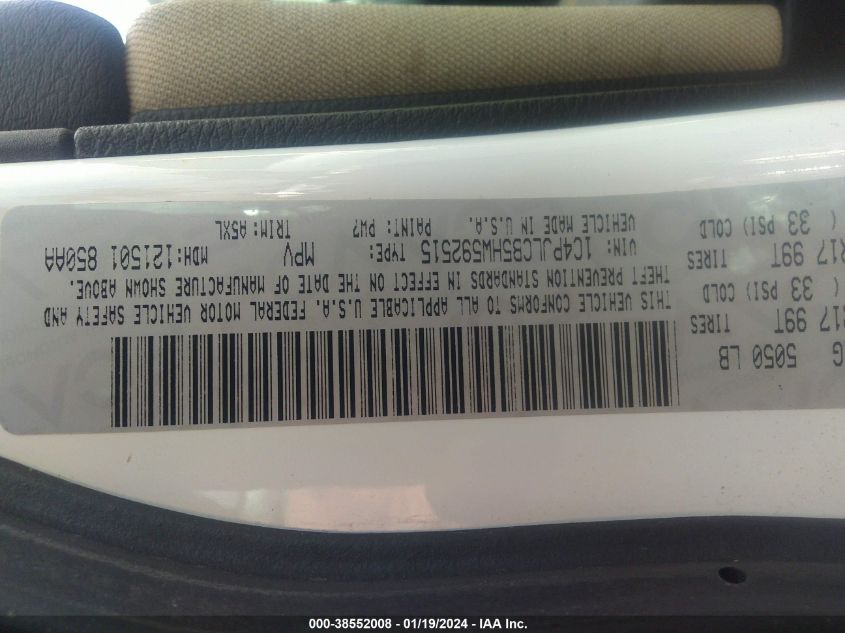 5050 LB
R17 99T TIRES
( 33 PSI) COLD
R17 99T TIRES
( 33 PSI) COLD
THIS VEHICLE CONFORMS TO ALL APPLICABLE U.S.A. FEDERAL MOTOR VEHICLE SAFETY AND
THEFT PREVENTION STANDARDS IN EFFECT ON THE DATE OF MANUFACTURE SHOWN ABOVE.
VIN: 1C4PJLCB5HW592515 TYPE: MPV MDH:121501 850AA
VEHICLE MADE IN U.S.A. PAINT: PW7 TRIM: A5XL
000-38552008 - 01/19/2024 - IAA Inc.